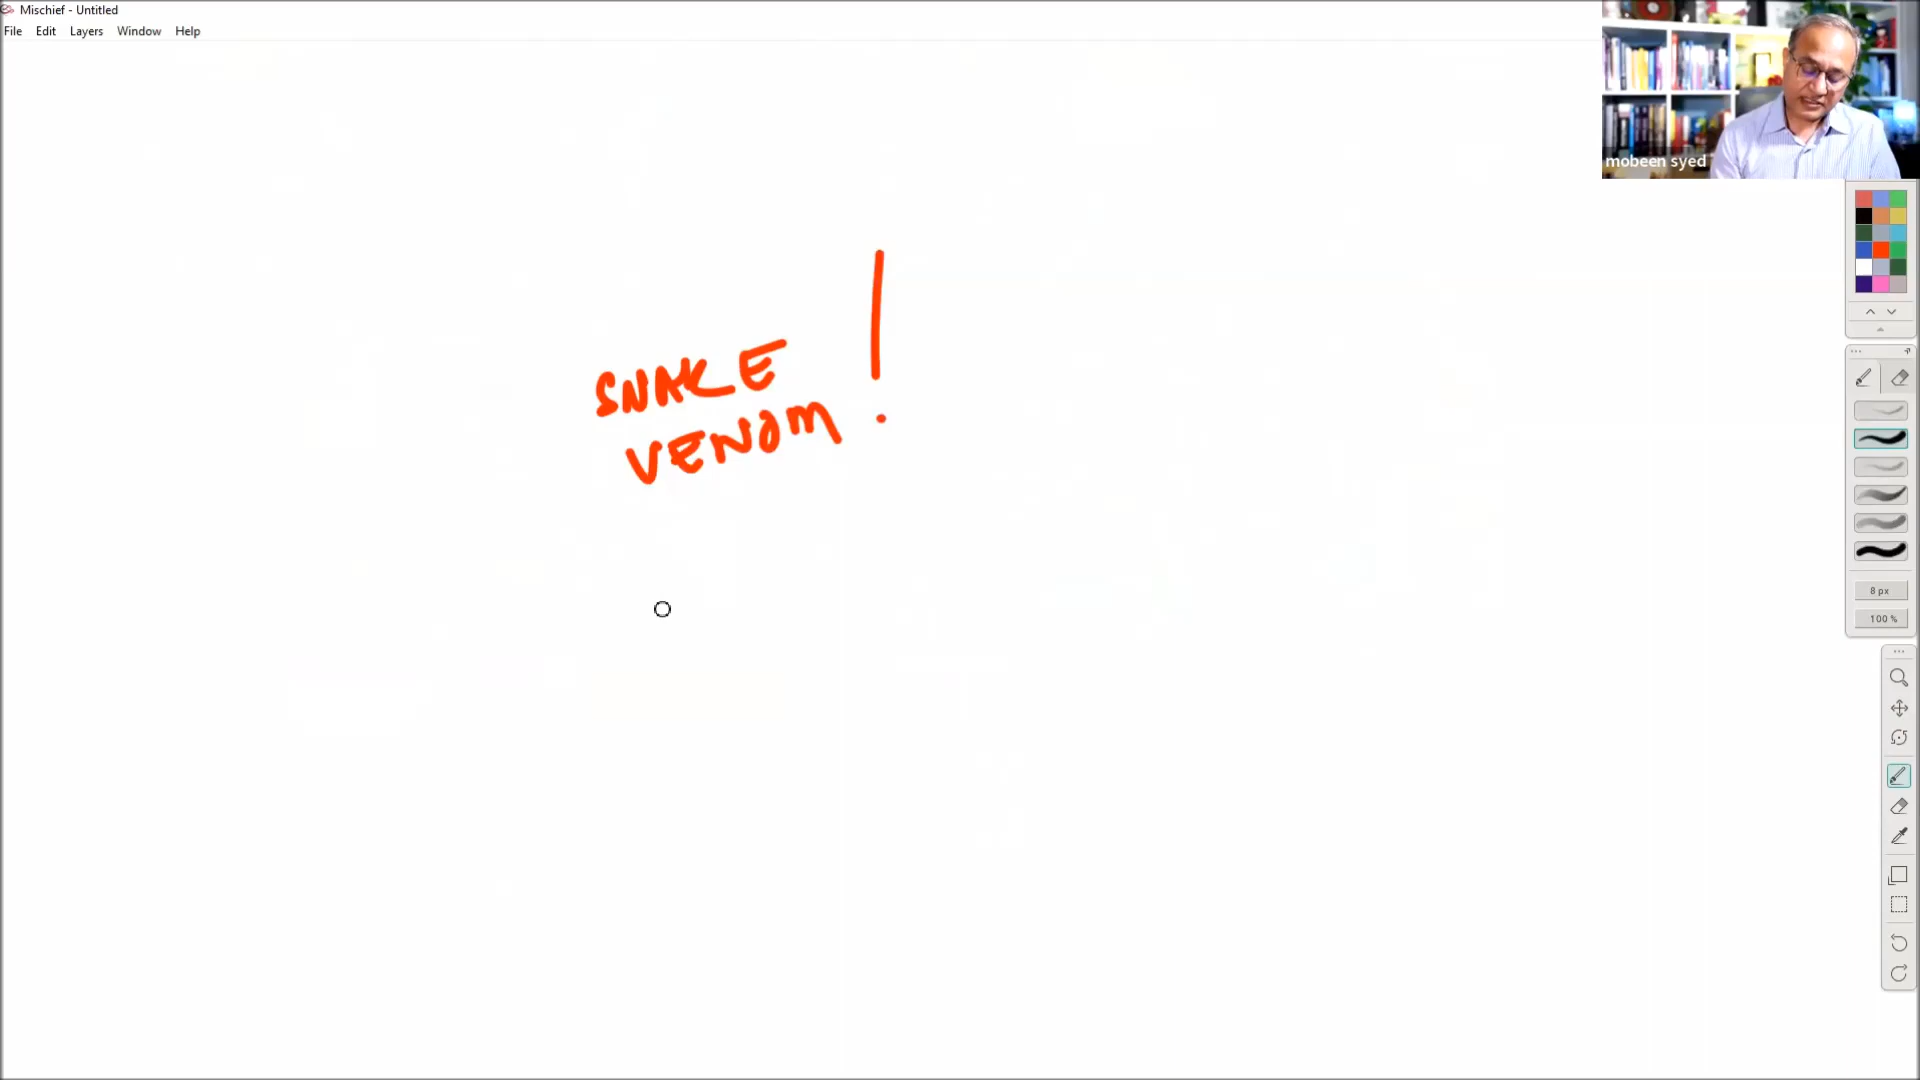 Mischief - Untitled
File Edit Layers Window Help
mobeen syed
SNAKE
VENOM !
8 px
100 %